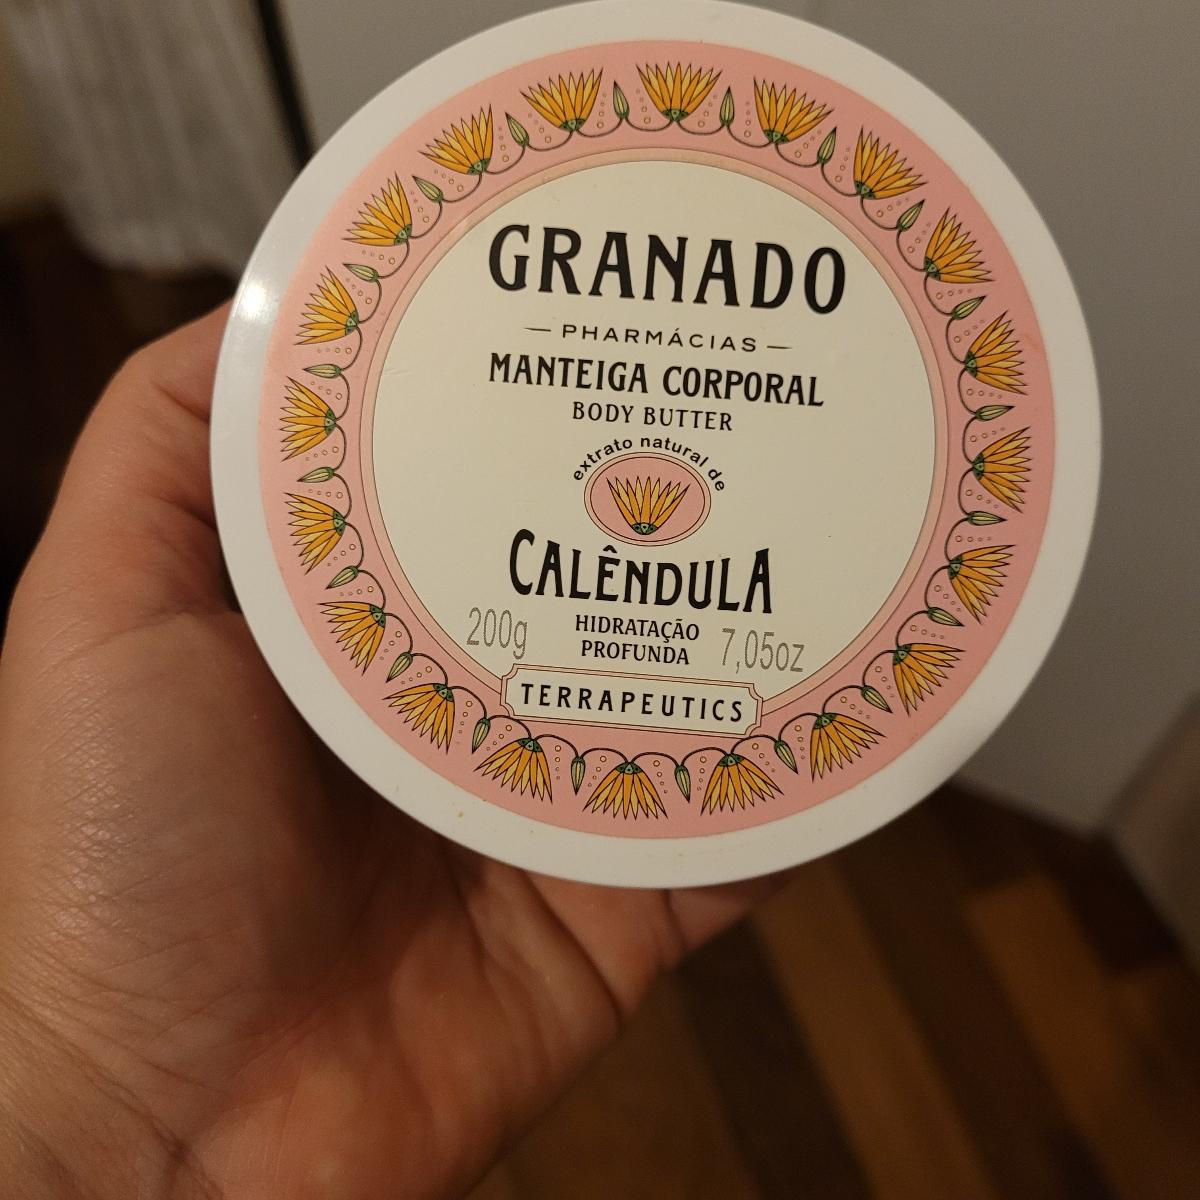 GRANADO
— PHARMÁCIAS —
MANTEIGA CORPORAL
BODY BUTTER
extrato natural de
CALÊNDULA
200g
HIDRATAÇÃO
PROFUNDA
7,05oz
TERRAPEUTICS